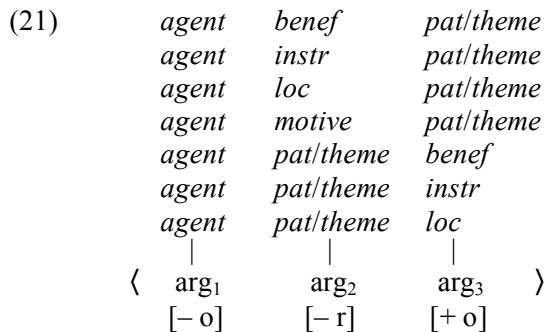 (21) agent benef pat/theme
agent instr pat/theme
agent loc pat/theme
agent motive pat/theme
agent pat/theme benef
agent pat/theme instr
agent pat/theme loc
| | |
⟨ arg₁ arg₂ arg₃ ⟩
[– o] [– r] [+ o]